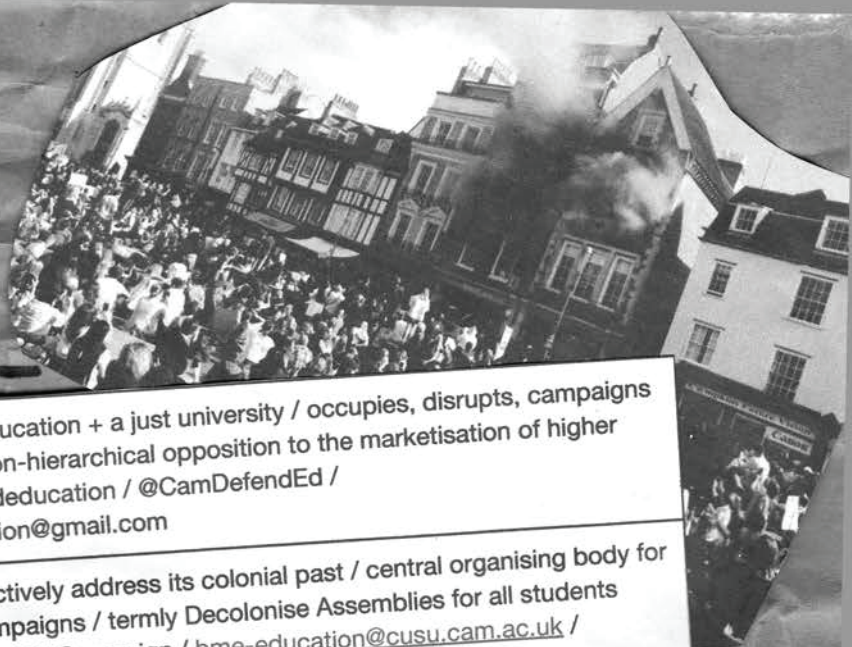 Canon
ucation + a just university / occupies, disrupts, campaigns
on-hierarchical opposition to the marketisation of higher
deducation / @CamDefendEd /
ion@gmail.com
ctively address its colonial past / central organising body for
mpaigns / termly Decolonise Assemblies for all students
bme-education@cusu.cam.ac.uk /